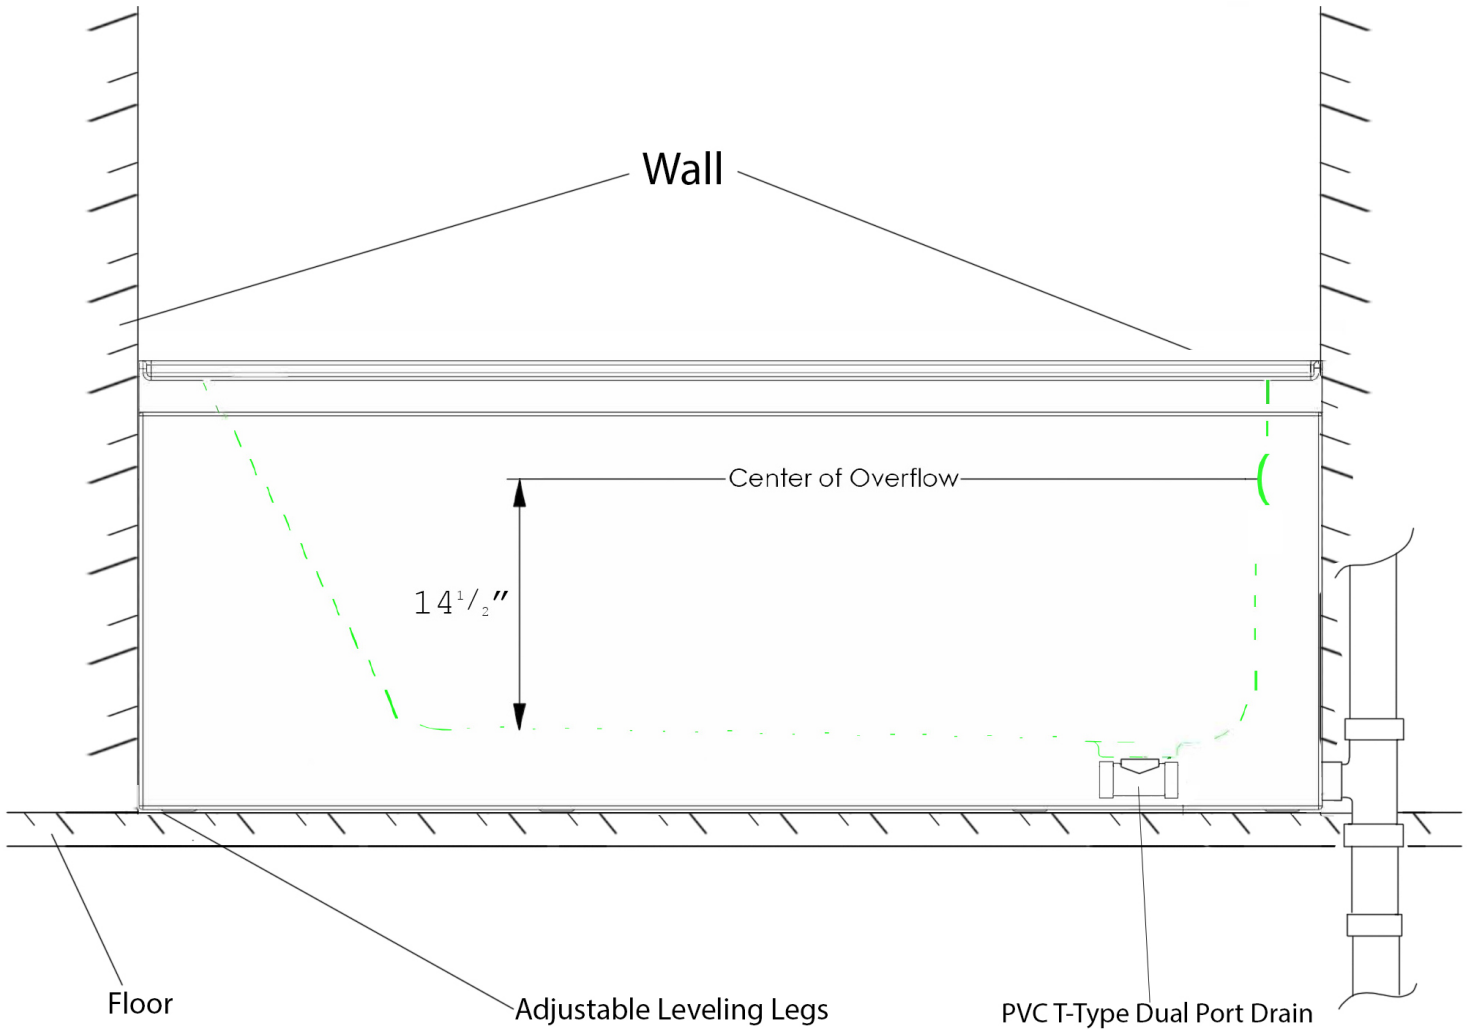 Wall
Center of Overflow
14 1/2"
Floor
Adjustable Leveling Legs
PVC T-Type Dual Port Drain